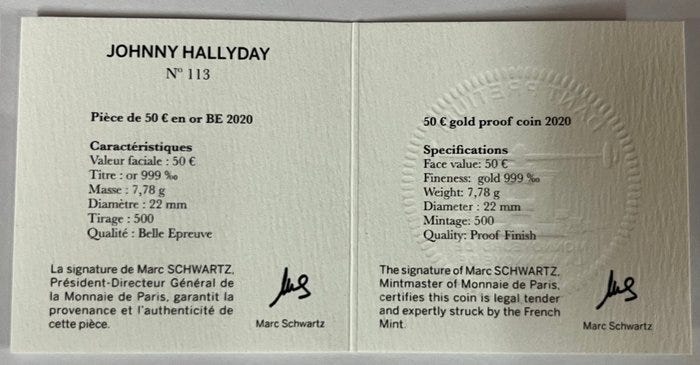 JOHNNY HALLYDAY
N° 113
Pièce de 50 € en or BE 2020
Caractéristiques
Valeur faciale : 50 €
Titre : or 999 ‰
Masse : 7,78 g
Diamètre : 22 mm
Tirage : 500
Qualité : Belle Epreuve
La signature de Marc SCHWARTZ,
Président-Directeur Général de
la Monnaie de Paris, garantit la
provenance et l'authenticité de
cette pièce.
Marc Schwartz
50 € gold proof coin 2020
Specifications
Face value: 50 €
Fineness: gold 999 ‰
Weight: 7,78 g
Diameter : 22 mm
Mintage: 500
Quality: Proof Finish
The signature of Marc SCHWARTZ,
Mintmaster of Monnaie de Paris,
certifies this coin is legal tender
and expertly struck by the French
Mint.
Marc Schwartz